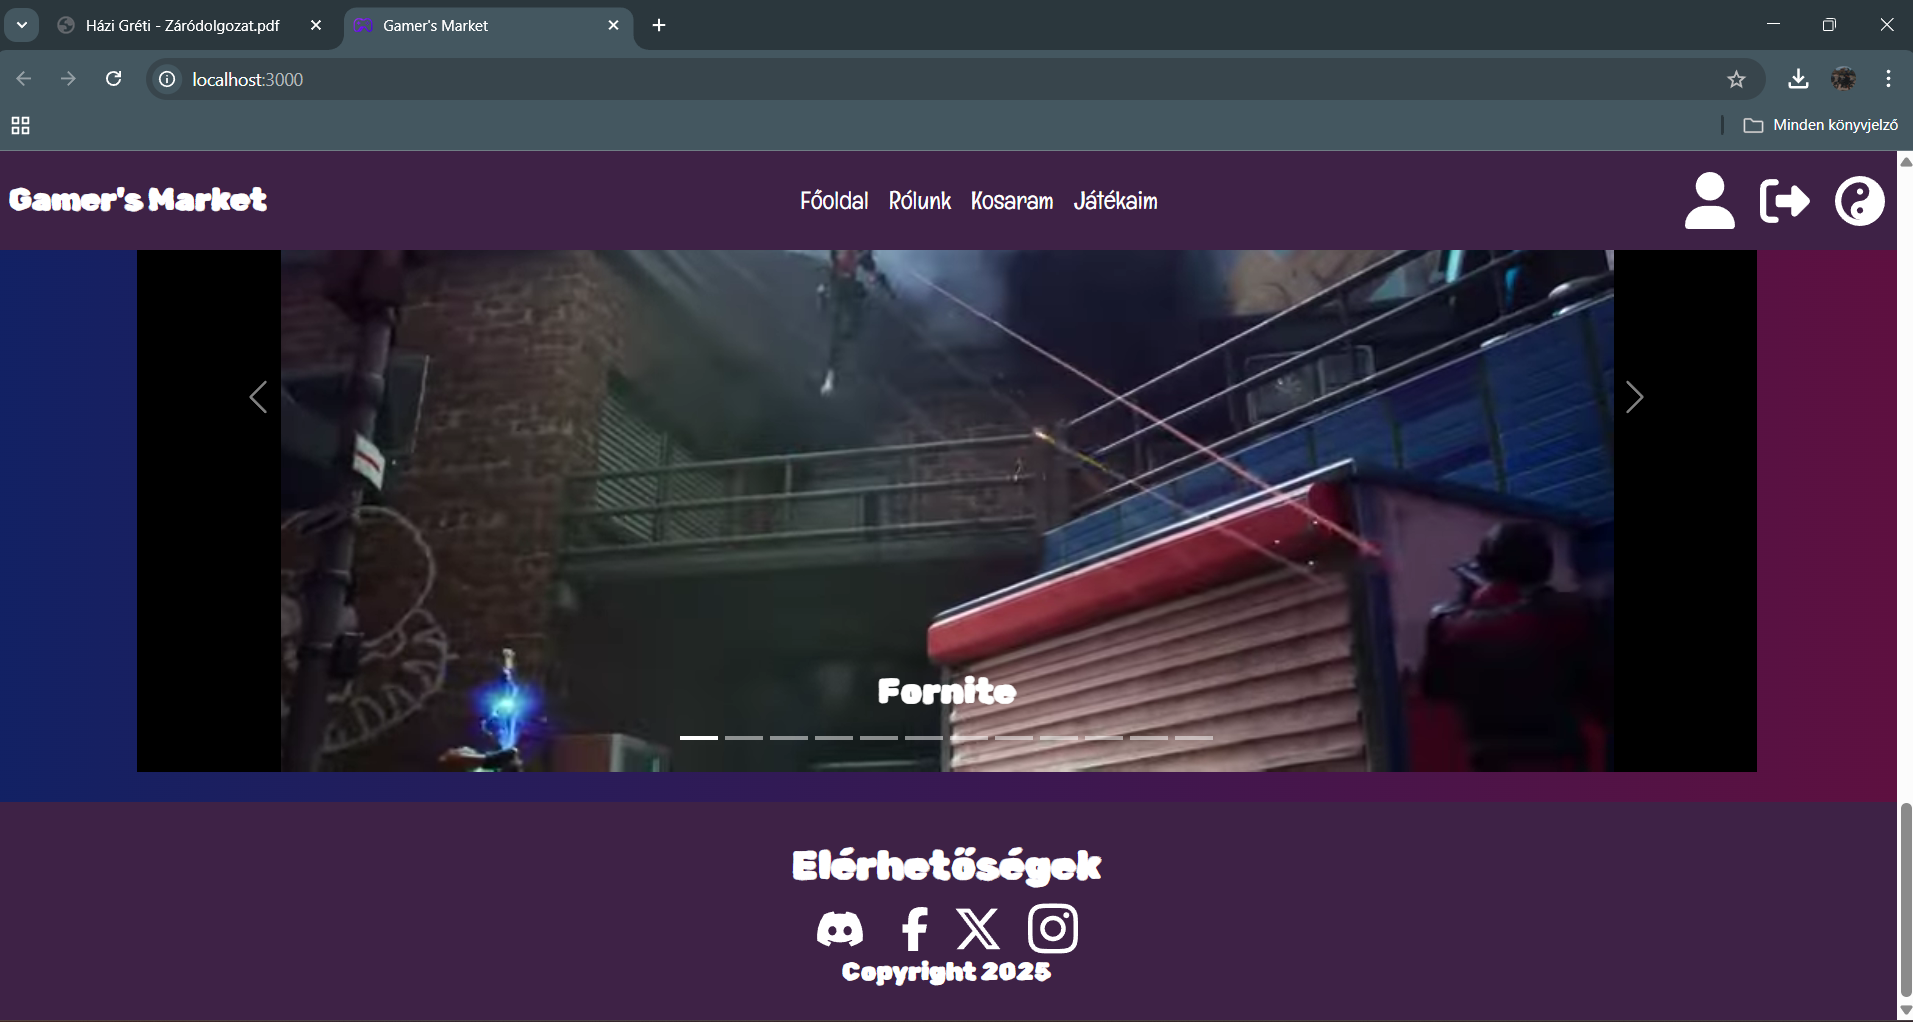 Házi Gréti - Záródolgozat.pdf
Gamer's Market
localhost:3000
Minden könyvjelző
Gamer's Market
Főoldal Rólunk Kosaram Játékaim
Fornite
Elérhetőségek
Copyright 2025